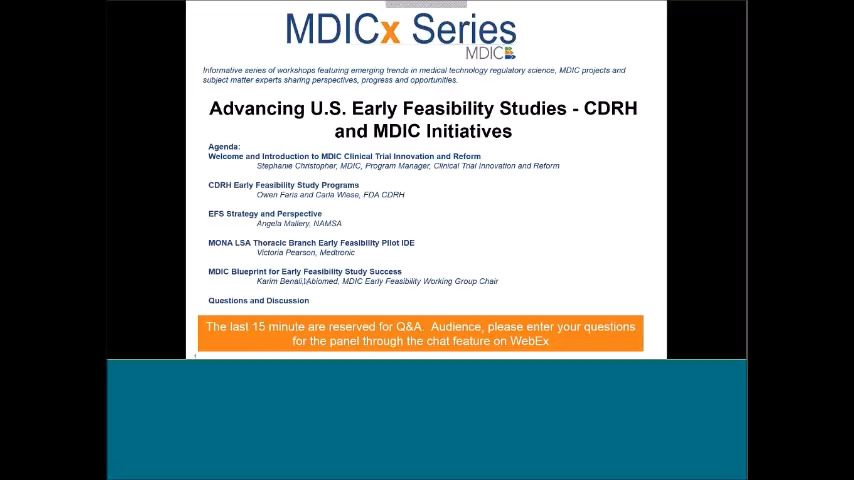 MDICx Series
MDIC
Informative series of workshops featuring emerging trends in medical technology regulatory science, MDIC projects and
subject matter experts sharing perspectives, progress and opportunities.
Advancing U.S. Early Feasibility Studies - CDRH
and MDIC Initiatives
Agenda:
Welcome and Introduction to MDIC Clinical Trial Innovation and Reform
Stephanie Christopher, MDIC, Program Manager, Clinical Trial Innovation and Reform
CDRH Early Feasibility Study Programs
Owen Faris and Carla Wiese, FDA CDRH
EFS Strategy and Perspective
Angela Mallery, NAMSA
MONA LSA Thoracic Branch Early Feasibility Pilot IDE
Victoria Pearson, Medtronic
MDIC Blueprint for Early Feasibility Study Success
Karim Benali, Abiomed, MDIC Early Feasibility Working Group Chair
Questions and Discussion
The last 15 minute are reserved for Q&A. Audience, please enter your questions
for the panel through the chat feature on WebEx
1